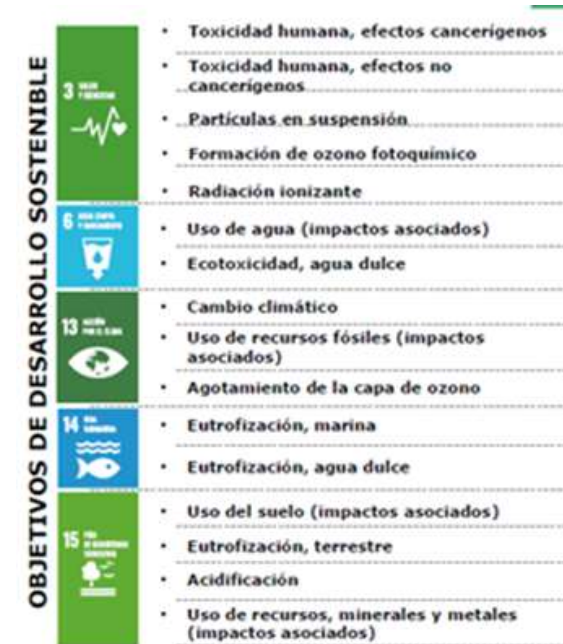 OBJETIVOS DE DESARROLLO SOSTENIBLE
3
• Toxicidad humana, efectos cancerígenos
• Toxicidad humana, efectos no
cancerígenos
• Partículas en suspensión
• Formación de ozono fotoquímico
• Radiación ionizante
6
• Uso de agua (impactos asociados)
• Ecotoxicidad, agua dulce
13
• Cambio climático
• Uso de recursos fósiles (impactos
asociados)
• Agotamiento de la capa de ozono
14
• Eutrofización, marina
• Eutrofización, agua dulce
15
• Uso del suelo (impactos asociados)
• Eutrofización, terrestre
• Acidificación
• Uso de recursos, minerales y metales
(impactos asociados)